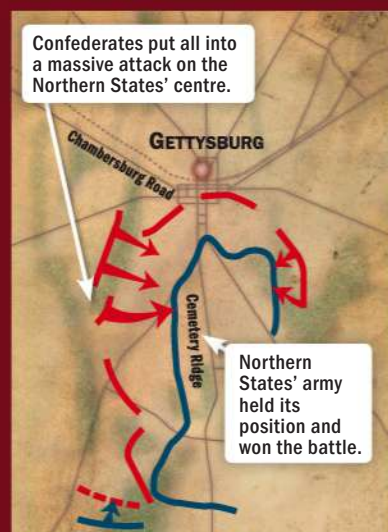 Confederates put all into
a massive attack on the
Northern States’ centre.
GETTYSBURG
Chambersburg Road
Cemetery Ridge
Northern
States’ army
held its
position and
won the battle.